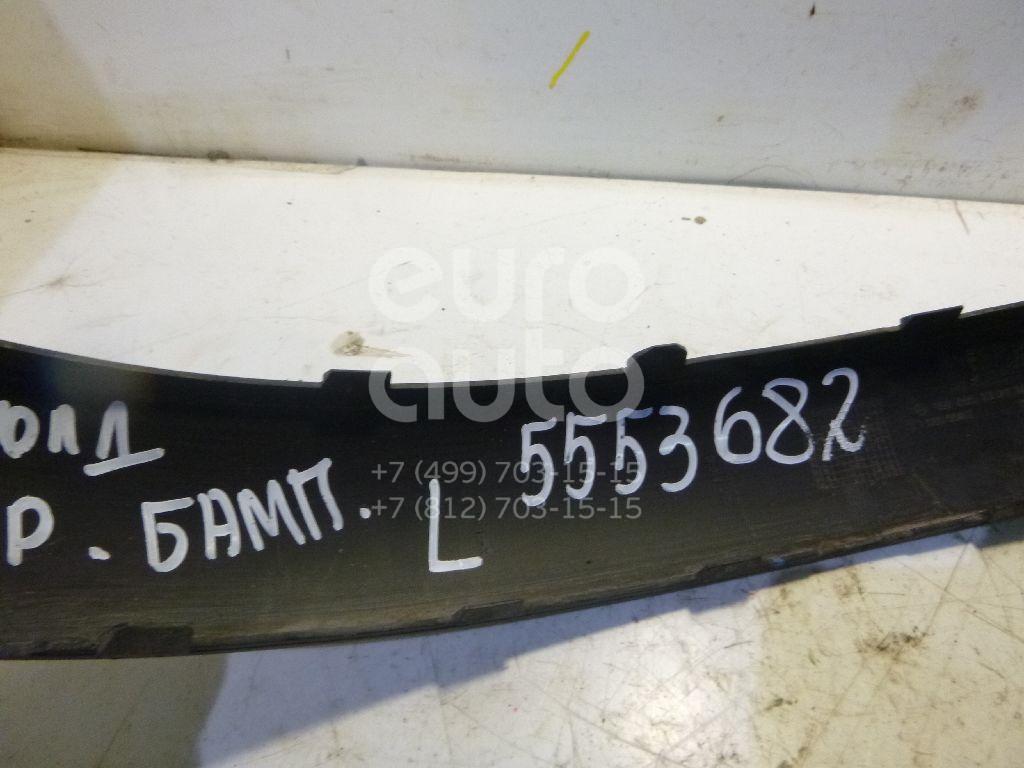 euro
auto
+7 (499) 703-15-15
+7 (812) 703-15-15
Р. БАМП. L 5553682